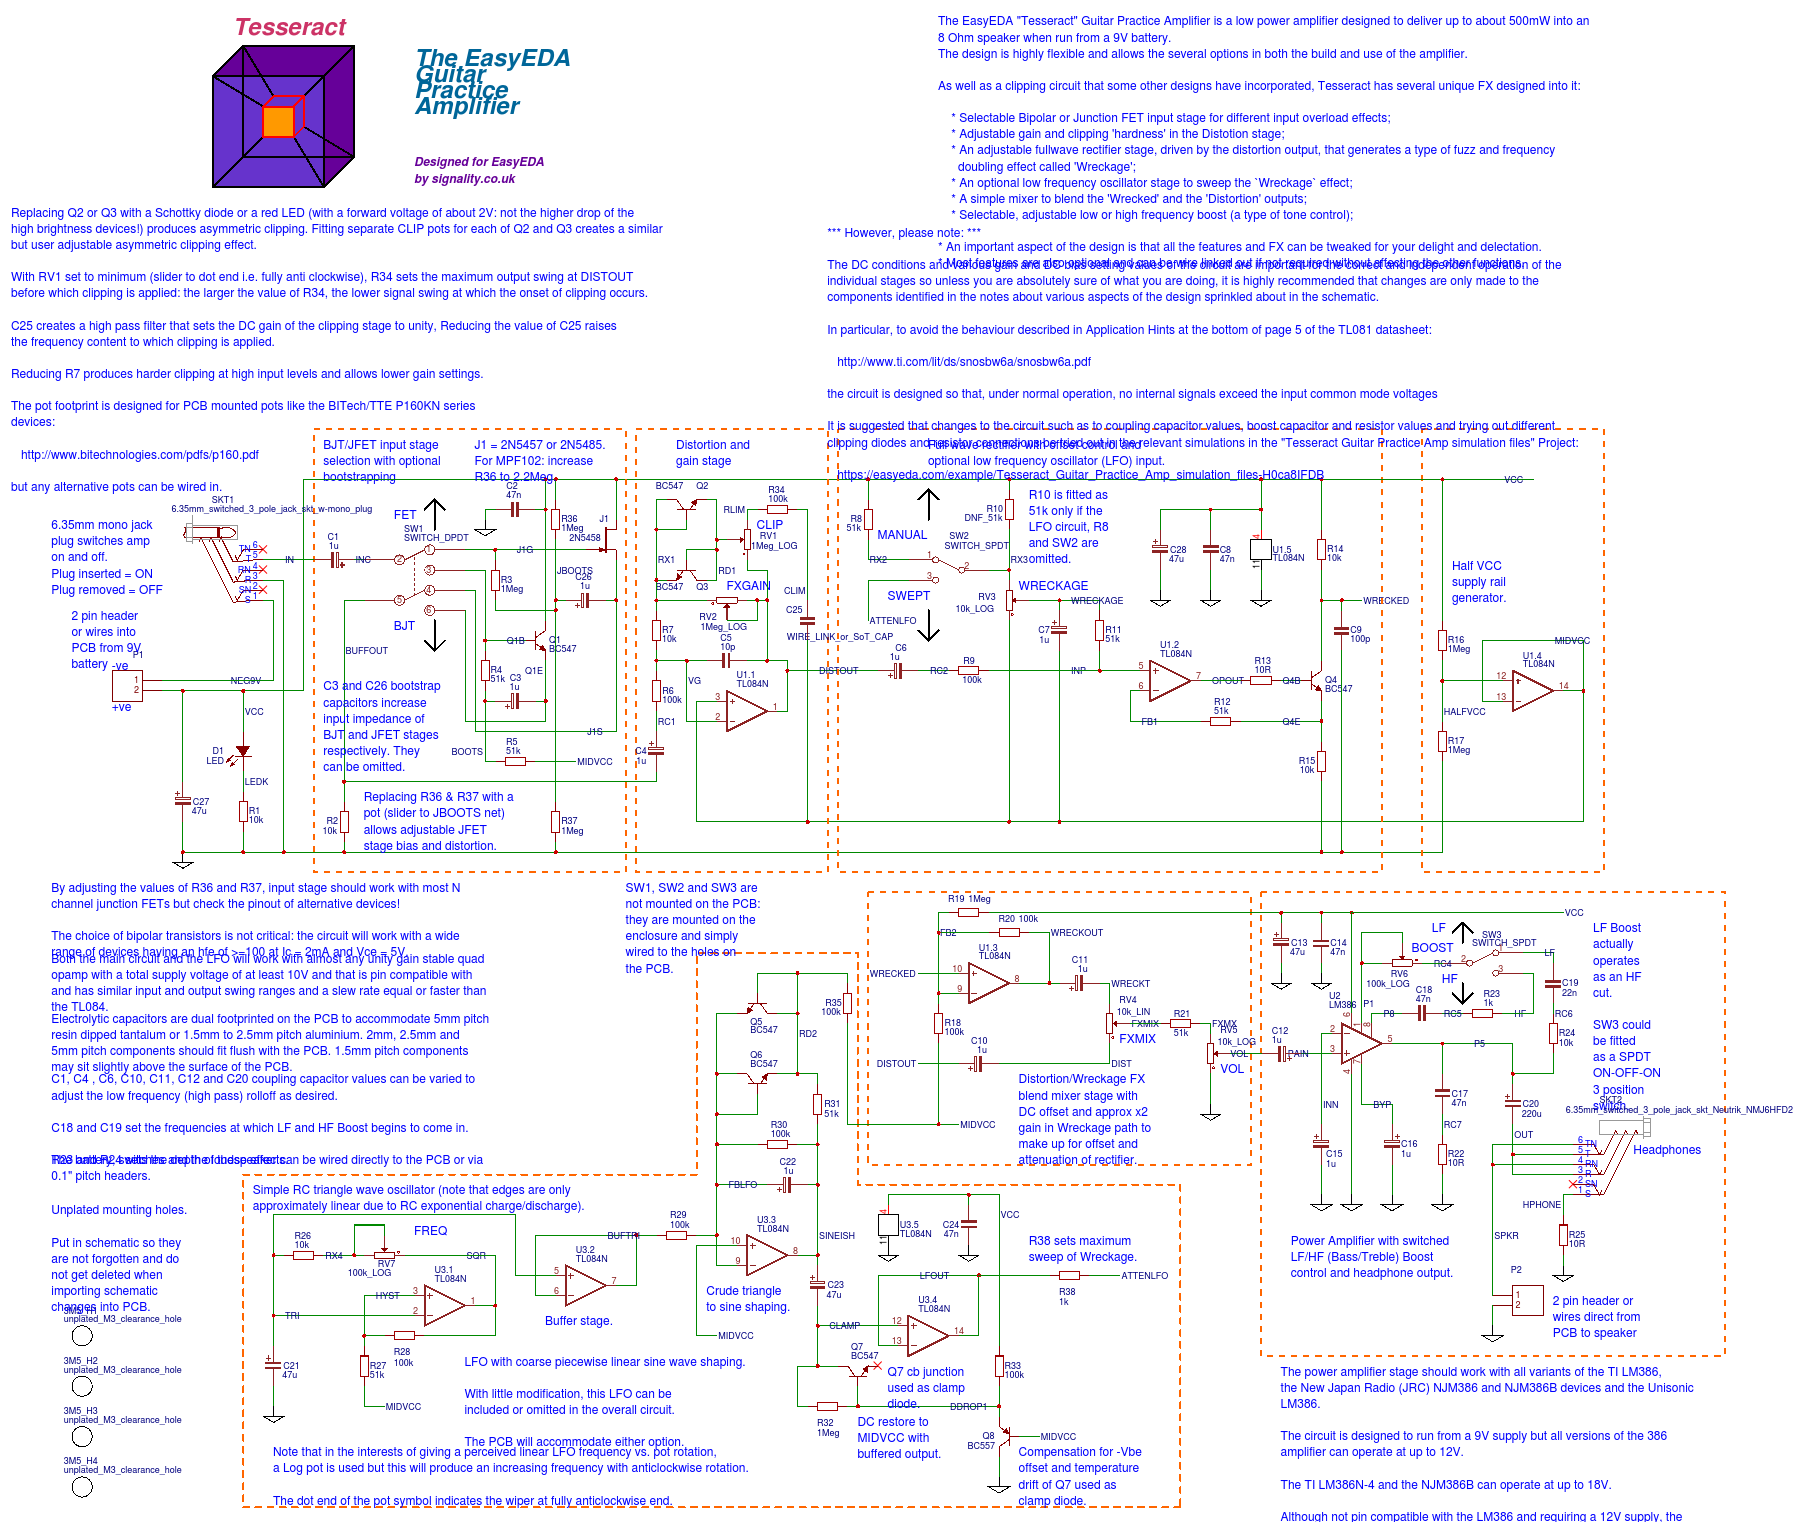 Tesseract
The EasyEDA
Guitar
Practice
Amplifier
Designed for EasyEDA
by signality.co.uk
The EasyEDA "Tesseract" Guitar Practice Amplifier is a low power amplifier designed to deliver up to about 500mW into an
8 Ohm speaker when run from a 9V battery.
The design is highly flexible and allows the several options in both the build and use of the amplifier.
As well as a clipping circuit that some other designs have incorporated, Tesseract has several unique FX designed into it:
* Selectable Bipolar or Junction FET input stage for different input overload effects;
* Adjustable gain and clipping 'hardness' in the Distotion stage;
* An adjustable fullwave rectifier stage, driven by the distortion output, that generates a type of fuzz and frequency
doubling effect called 'Wreckage';
* An optional low frequency oscillator stage to sweep the `Wreckage` effect;
* A simple mixer to blend the 'Wrecked' and the 'Distortion' outputs;
* Selectable, adjustable low or high frequency boost (a type of tone control);
* An important aspect of the design is that all the features and FX can be tweaked for your delight and delectation.
* Most features are also optional and can be wire linked out if not required without affecting the other functions.
*** However, please note: ***
The DC conditions and various gain and DC bias setting values of the circuit are important for the correct and independent operation of the
individual stages so unless you are absolutely sure of what you are doing, it is highly recommended that changes are only made to the
components identified in the notes about various aspects of the design sprinkled about in the schematic.
In particular, to avoid the behaviour described in Application Hints at the bottom of page 5 of the TL081 datasheet:
http://www.ti.com/lit/ds/snosbw6a/snosbw6a.pdf
the circuit is designed so that, under normal operation, no internal signals exceed the input common mode voltages
It is suggested that changes to the circuit such as to coupling capacitor values, boost capacitor and resistor values and trying out different
clipping diodes and resistor connections be tried out in the relevant simulations in the "Tesseract Guitar Practice Amp simulation files" Project:
https://easyeda.com/example/Tesseract_Guitar_Practice_Amp_simulation_files-H0ca8IFDB
Replacing Q2 or Q3 with a Schottky diode or a red LED (with a forward voltage of about 2V: not the higher drop of the
high brightness devices!) produces asymmetric clipping. Fitting separate CLIP pots for each of Q2 and Q3 creates a similar
but user adjustable asymmetric clipping effect.
With RV1 set to minimum (slider to dot end i.e. fully anti clockwise), R34 sets the maximum output swing at DISTOUT
before which clipping is applied: the larger the value of R34, the lower signal swing at which the onset of clipping occurs.
C25 creates a high pass filter that sets the DC gain of the clipping stage to unity, Reducing the value of C25 raises
the frequency content to which clipping is applied.
Reducing R7 produces harder clipping at high input levels and allows lower gain settings.
The pot footprint is designed for PCB mounted pots like the BITech/TTE P160KN series
devices:
http://www.bitechnologies.com/pdfs/p160.pdf
but any alternative pots can be wired in.
SKT1
6.35mm_switched_3_pole_jack_skt_w-mono_plug
6.35mm mono jack
plug switches amp
on and off.
Plug inserted = ON
Plug removed = OFF
TN 6
T 5
RN 4
R 3
SN 2
S 1
2 pin header
or wires into
PCB from 9V
battery
P1
-ve
1
2
+ve
NEG9V
VCC
D1
LED
LEDK
C27
47u
R1
10k
R2
10k
BJT/JFET input stage
selection with optional
bootstrapping
J1 = 2N5457 or 2N5485.
For MPF102: increase
R36 to 2.2Meg
FET
SW1
SWITCH_DPDT
IN
C1
1u
INC
2
1
3
4
5
6
BJT
BUFFOUT
C2
47n
R36
1Meg
J1
2N5458
J1G
R3
1Meg
JBOOTS
C26
1u
Q1B
Q1
BC547
Q1E
R4
51k
C3
1u
J1S
BOOTS
R5
51k
MIDVCC
R37
1Meg
C3 and C26 bootstrap
capacitors increase
input impedance of
BJT and JFET stages
respectively. They
can be omitted.
Replacing R36 & R37 with a
pot (slider to JBOOTS net)
allows adjustable JFET
stage bias and distortion.
Distortion and
gain stage
BC547
Q2
R34
100k
RLIM
CLIP
RV1
1Meg_LOG
RX1
RD1
BC547
Q3
FXGAIN
CLIM
C25
WIRE_LINK_or_SoT_CAP
RV2
1Meg_LOG
R7
10k
C5
10p
R6
100k
VG
U1.1
TL084N
3
2
1
RC1
C4
1u
DISTOUT
Full wave rectifier with offset control and
optional low frequency oscillator (LFO) input.
R8
51k
MANUAL
RX2
SW2
SWITCH_SPDT
1
2
3
SWEPT
ATTENLFO
R10
DNF_51k
RX3
R10 is fitted as
51k only if the
LFO circuit, R8
and SW2 are
omitted.
WRECKAGE
RV3
10k_LOG
WRECKAGE
C7
1u
R11
51k
C6
1u
RC2
R9
100k
INP
C28
47u
C8
47n
U1.5
TL084N
4
11
R14
10k
WRECKED
C9
100p
U1.2
TL084N
5
6
7
OPOUT
R13
10R
Q4B
Q4
BC547
FB1
R12
51k
Q4E
R15
10k
VCC
Half VCC
supply rail
generator.
R16
1Meg
MIDVCC
U1.4
TL084N
12
13
14
HALFVCC
R17
1Meg
By adjusting the values of R36 and R37, input stage should work with most N
channel junction FETs but check the pinout of alternative devices!
The choice of bipolar transistors is not critical: the circuit will work with a wide
range of devices having an hfe of >=100 at Ic = 2mA and Vce = 5V.
Both the main circuit and the LFO will work with almost any unity gain stable quad
opamp with a total supply voltage of at least 10V and that is pin compatible with
and has similar input and output swing ranges and a slew rate equal or faster than
the TL084.
Electrolytic capacitors are dual footprinted on the PCB to accommodate 5mm pitch
resin dipped tantalum or 1.5mm to 2.5mm pitch aluminium. 2mm, 2.5mm and
5mm pitch components should fit flush with the PCB. 1.5mm pitch components
may sit slightly above the surface of the PCB.
C1, C4 , C6, C10, C11, C12 and C20 coupling capacitor values can be varied to
adjust the low frequency (high pass) rolloff as desired.
C18 and C19 set the frequencies at which LF and HF Boost begins to come in.
R23 and R24 sets the depth of these effects.
The battery, switches and the loudspeaker can be wired directly to the PCB or via
0.1" pitch headers.
Unplated mounting holes.
Put in schematic so they
are not forgotten and do
not get deleted when
importing schematic
changes into PCB.
3M5_H1
unplated_M3_clearance_hole
3M5_H2
unplated_M3_clearance_hole
3M5_H3
unplated_M3_clearance_hole
3M5_H4
unplated_M3_clearance_hole
SW1, SW2 and SW3 are
not mounted on the PCB:
they are mounted on the
enclosure and simply
wired to the holes on
the PCB.
Simple RC triangle wave oscillator (note that edges are only
approximately linear due to RC exponential charge/discharge).
R26
10k
RX4
FREQ
RV7
100k_LOG
SQR
U3.1
TL084N
HYST
3
2
1
TRI
R28
100k
C21
47u
R27
51k
MIDVCC
BUFTRI
U3.2
TL084N
5
6
7
Buffer stage.
R29
100k
Q5
BC547
RD2
Q6
BC547
R35
100k
R31
51k
R30
100k
C22
1u
FBLFO
U3.3
TL084N
10
9
8
SINEISH
Crude triangle
to sine shaping.
MIDVCC
C23
47u
LFO with coarse piecewise linear sine wave shaping.
With little modification, this LFO can be
included or omitted in the overall circuit.
The PCB will accommodate either option.
Note that in the interests of giving a perceived linear LFO frequency vs. pot rotation,
a Log pot is used but this will produce an increasing frequency with anticlockwise rotation.
The dot end of the pot symbol indicates the wiper at fully anticlockwise end.
U3.5
TL084N
4
11
C24
47n
VCC
R38 sets maximum
sweep of Wreckage.
LFOUT
R38
1k
ATTENLFO
U3.4
TL084N
CLAMP
12
13
14
Q7
BC547
Q7 cb junction
used as clamp
diode.
R33
100k
DDROP1
R32
1Meg
DC restore to
MIDVCC with
buffered output.
Q8
BC557
MIDVCC
Compensation for -Vbe
offset and temperature
drift of Q7 used as
clamp diode.
R19 1Meg
FB2
R20 100k
WRECKOUT
U1.3
TL084N
WRECKED
10
9
8
C11
1u
WRECKT
RV4
10k_LIN
R18
100k
FXMIX
R21
51k
FXMX
FXMIX
C10
1u
DISTOUT
DIST
MIDVCC
RV5
10k_LOG
VOL
VOL
Distortion/Wreckage FX
blend mixer stage with
DC offset and approx x2
gain in Wreckage path to
make up for offset and
attenuation of rectifier.
VCC
C13
47u
C14
47n
LF
BOOST
HF
RV6
100k_LOG
RC4
SW3
SWITCH_SPDT
1
2
3
LF
C19
22n
C18
47n
R23
1k
P8
RC5
HF
RC6
R24
10k
U2
LM386
P1
6
1
8
2
3
5
4
7
C12
1u
PAIN
P5
INN
BYP
C15
1u
C16
1u
C17
47n
RC7
R22
10R
C20
220u
OUT
LF Boost
actually
operates
as an HF
cut.
SW3 could
be fitted
as a SPDT
ON-OFF-ON
3 position
switch.
SKT2
6.35mm_switched_3_pole_jack_skt_Neutrik_NMJ6HFD2
6 TN
5 T
4 RN
3 R
2 SN
1 S
Headphones
HPHONE
R25
10R
SPKR
P2
1
2
2 pin header or
wires direct from
PCB to speaker
Power Amplifier with switched
LF/HF (Bass/Treble) Boost
control and headphone output.
The power amplifier stage should work with all variants of the TI LM386,
the New Japan Radio (JRC) NJM386 and NJM386B devices and the Unisonic
LM386.
The circuit is designed to run from a 9V supply but all versions of the 386
amplifier can operate at up to 12V.
The TI LM386N-4 and the NJM386B can operate at up to 18V.
Although not pin compatible with the LM386 and requiring a 12V supply, the